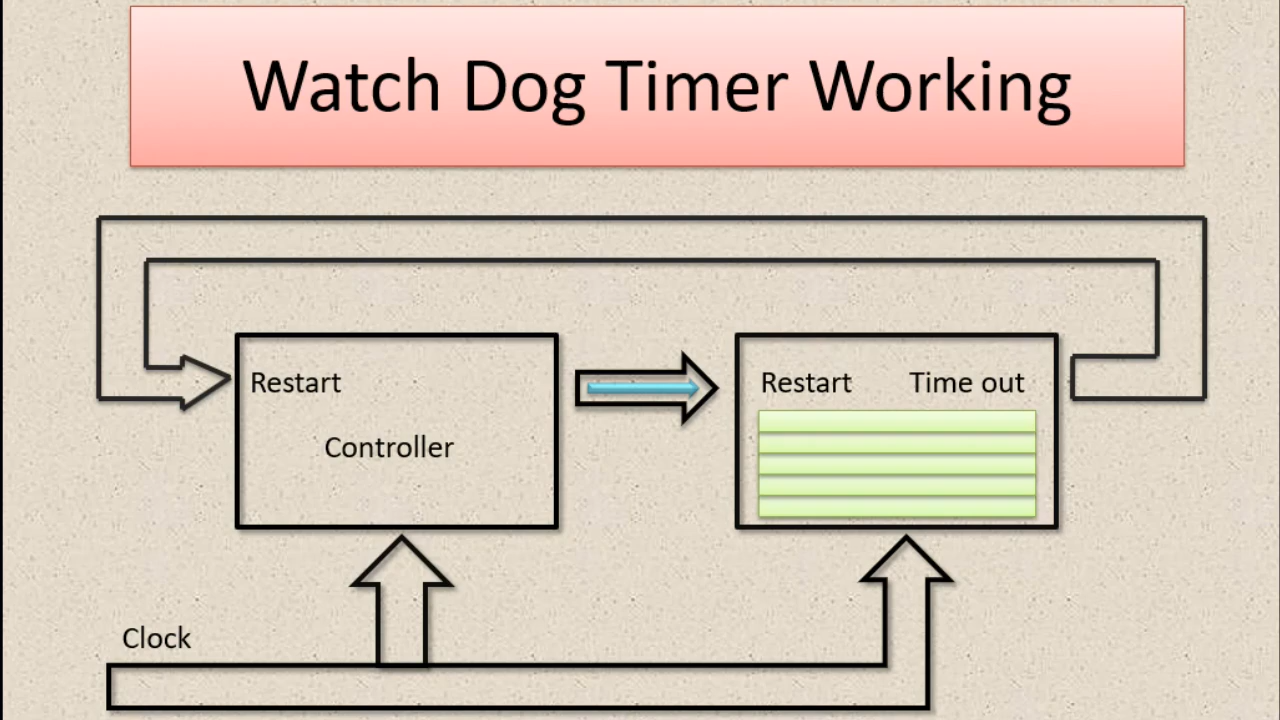 Watch Dog Timer Working
Restart
Controller
Restart Time out
Clock